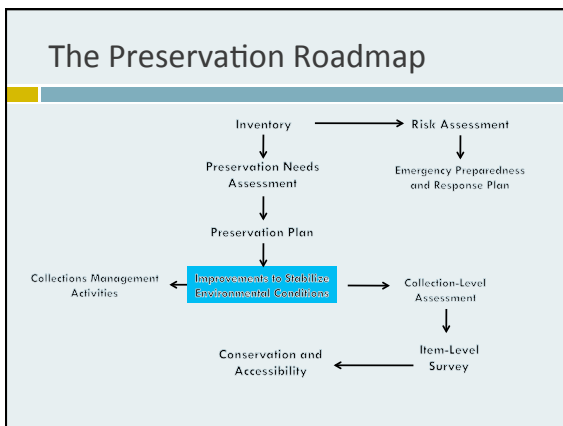 The Preservation Roadmap
Inventory
Risk Assessment
Preservation Needs
Assessment
Emergency Preparedness
and Response Plan
Preservation Plan
Collections Management
Activities
Improvements to Stabilize
Environmental Conditions
Collection-Level
Assessment
Item-Level
Survey
Conservation and
Accessibility